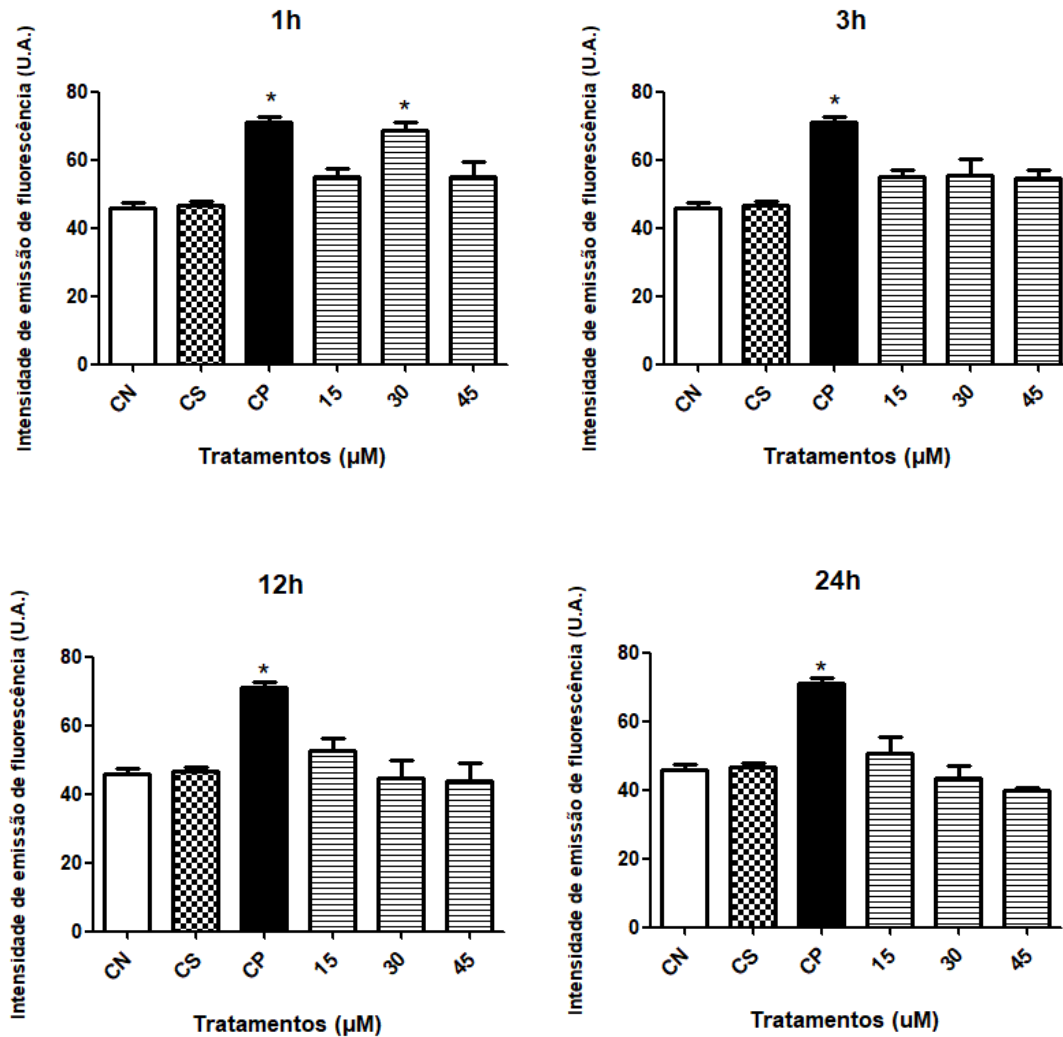 1h
Intensidade de emissão de fluorescência (U.A.)
80
60
40
20
0
*
*
CN
CS
CP
15
30
45
Tratamentos (µM)
3h
Intensidade de emissão de fluorescência (U.A.)
80
60
40
20
0
*
CN
CS
CP
15
30
45
Tratamentos (µM)
12h
Intensidade de emissão de fluorescência (U.A.)
80
60
40
20
0
*
CN
CS
CP
15
30
45
Tratamentos (µM)
24h
Intensidade de emissão de fluorescência (U.A.)
80
60
40
20
0
*
CN
CS
CP
15
30
45
Tratamentos (uM)